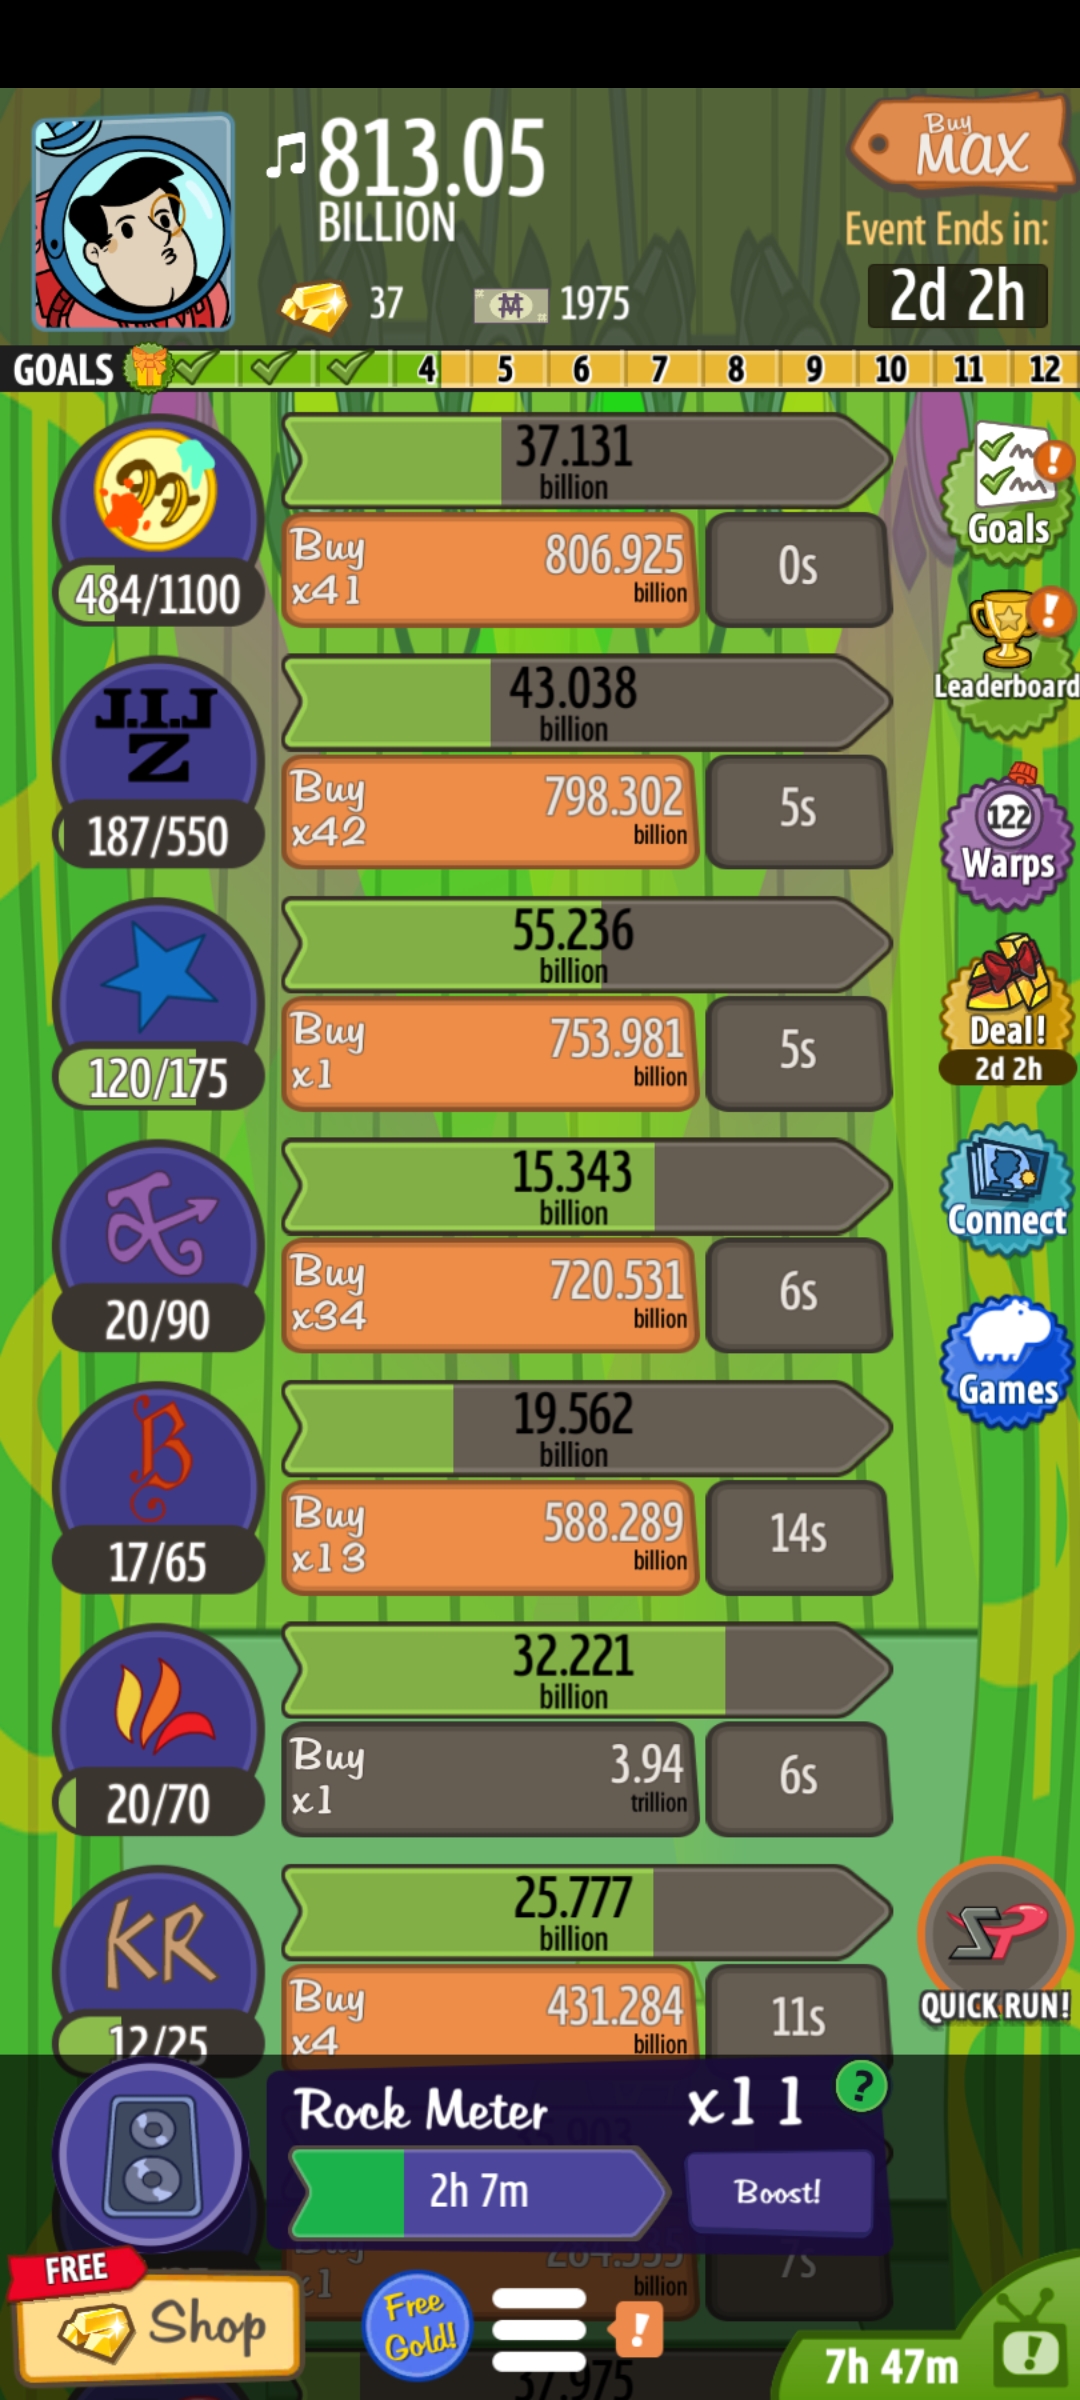 813.05
BILLION
Buy
MAX
Event Ends in:
2d 2h
37
1975
GOALS 4 5 6 7 8 9 10 11 12
37.131
billion
484/1100
Buy
x41
806.925
billion
0s
Goals
J.I.J
Z
43.038
billion
187/550
Buy
x42
798.302
billion
5s
Leaderboard
55.236
billion
120/175
Buy
x1
753.981
billion
5s
122
Warps
Deal!
2d 2h
15.343
billion
20/90
Buy
x34
720.531
billion
6s
Connect
B
19.562
billion
17/65
Buy
x13
588.289
billion
14s
Games
32.221
billion
20/70
Buy
x1
3.94
trillion
6s
KR
25.777
billion
12/25
Buy
x4
431.284
billion
11s
QUICK RUN!
Rock Meter
x11
?
2h 7m
Boost!
Buy
x1
billion
7s
FREE
Shop
Free
Gold!
!
7h 47m
!
37.975